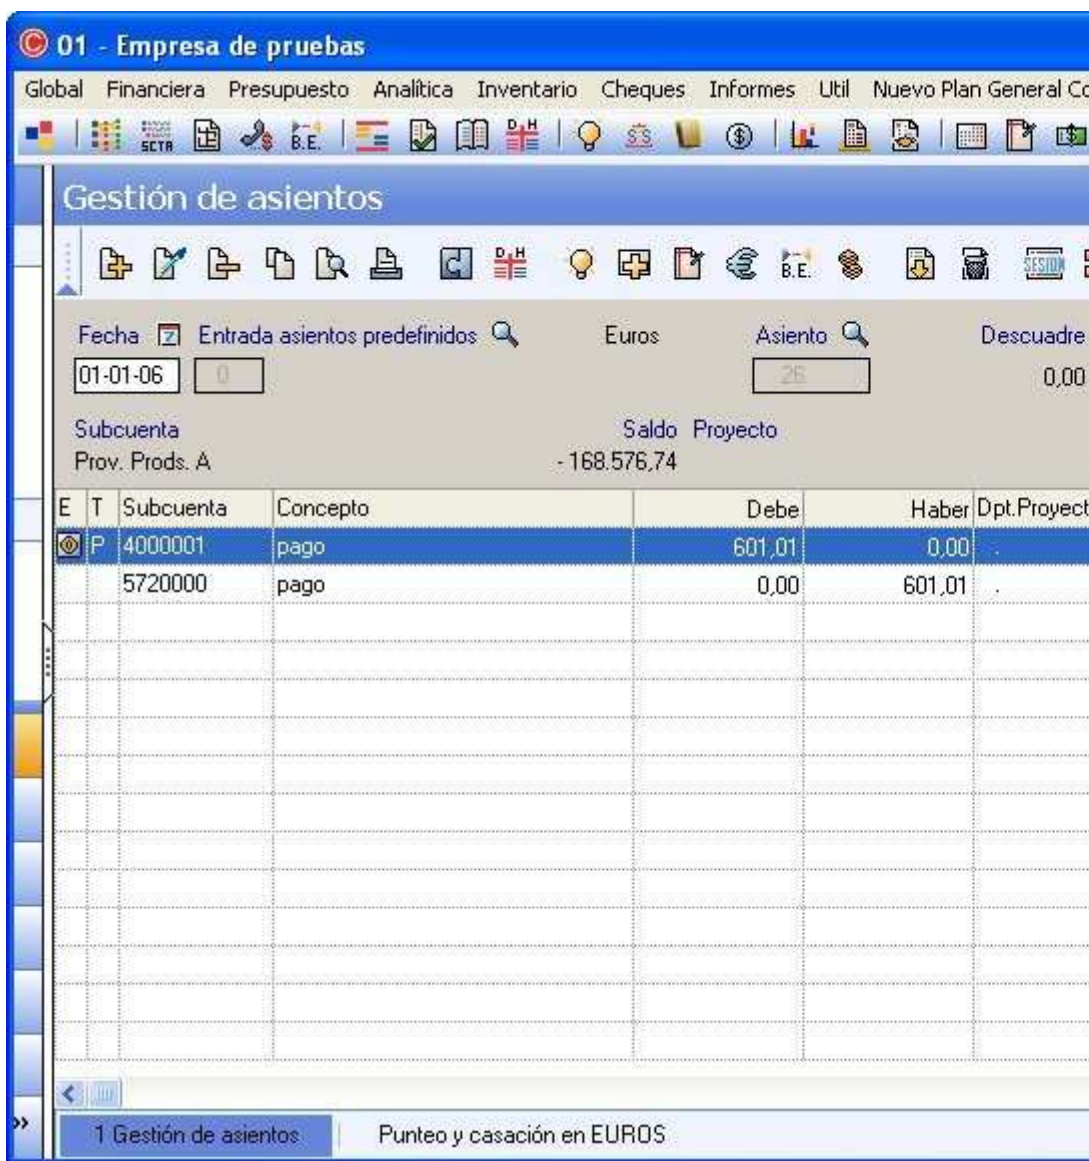 01 - Empresa de pruebas
Global Financiera Presupuesto Analítica Inventario Cheques Informes Util Nuevo Plan General Co
SCTA B.E. D H S S $
Gestión de asientos
D H B.E. SESION
Fecha 7 Entrada asientos predefinidos Euros Asiento Descuadre
01-01-06 0 26 0,00
Subcuenta Saldo Proyecto
Prov. Prods. A - 168.576,74
E T Subcuenta Concepto Debe Haber Dpt.Proyect
P 4000001 pago 601,01 0,00 .
5720000 pago 0,00 601,01 .
1 Gestión de asientos Punteo y casación en EUROS